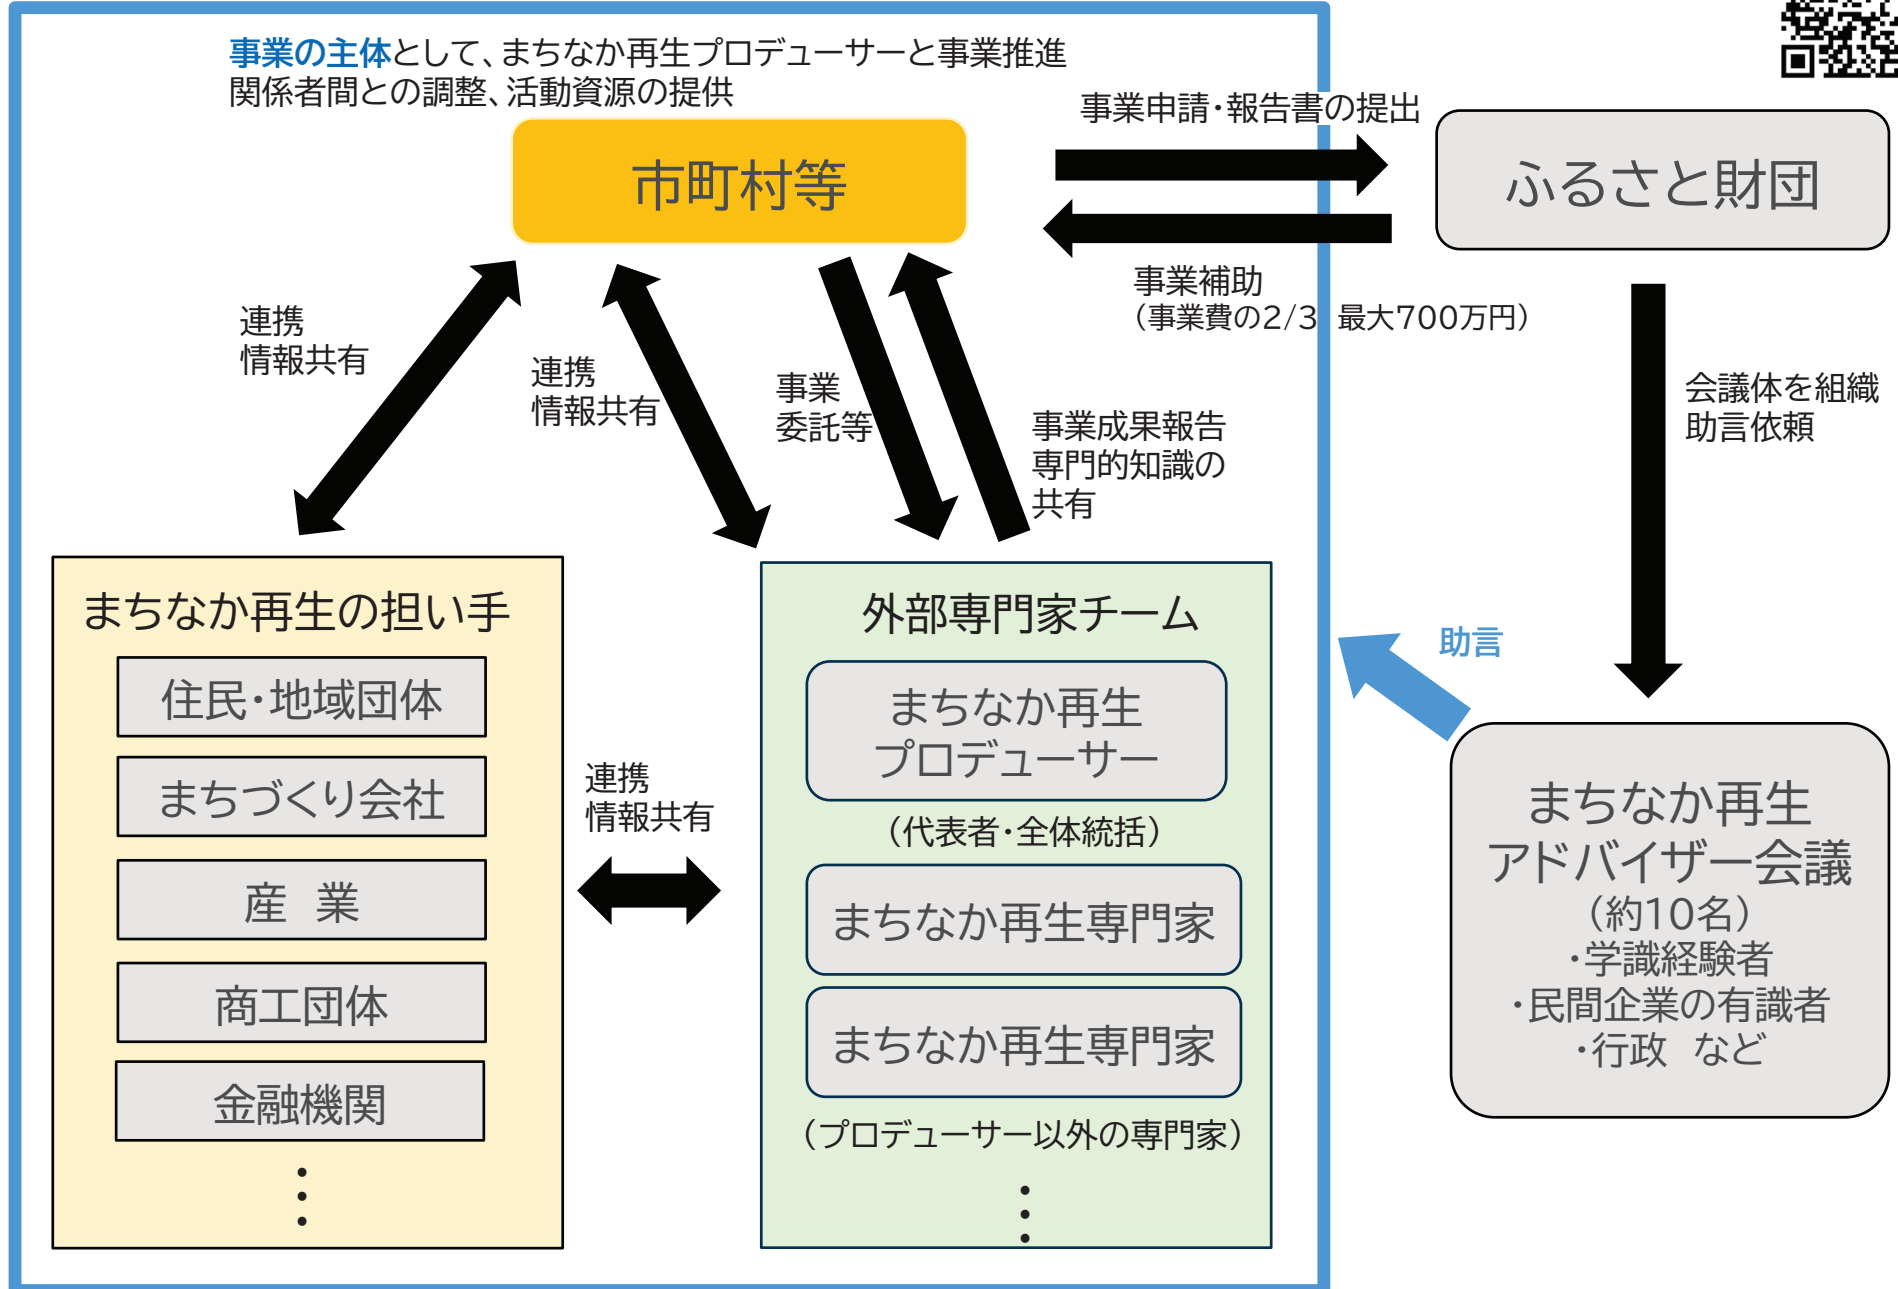 事業の主体として、まちなか再生プロデューサーと事業推進
関係者間との調整、活動資源の提供
市町村等
事業申請・報告書の提出
ふるさと財団
事業補助
（事業費の2/3 最大700万円）
連携
情報共有
連携
情報共有
事業
委託等
事業成果報告
専門的知識の
共有
会議体を組織
助言依頼
まちなか再生の担い手
住民・地域団体
まちづくり会社
産　業
商工団体
金融機関
連携
情報共有
外部専門家チーム
まちなか再生
プロデューサー
（代表者・全体統括）
まちなか再生専門家
まちなか再生専門家
（プロデューサー以外の専門家）
助言
まちなか再生
アドバイザー会議
（約10名）
・学識経験者
・民間企業の有識者
・行政　など